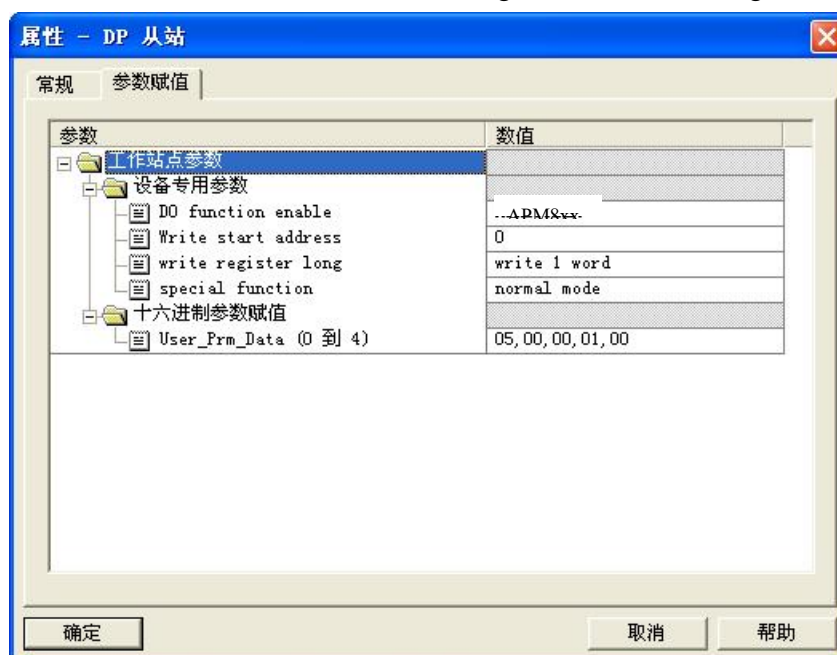 属性 - DP 从站
常规 参数赋值
参数 数值
工作站点参数
设备专用参数
DO function enable --APM8xx-
Write start address 0
write register long write 1 word
special function normal mode
十六进制参数赋值
User_Prm_Data (0 到 4) 05,00,00,01,00
确定 取消 帮助